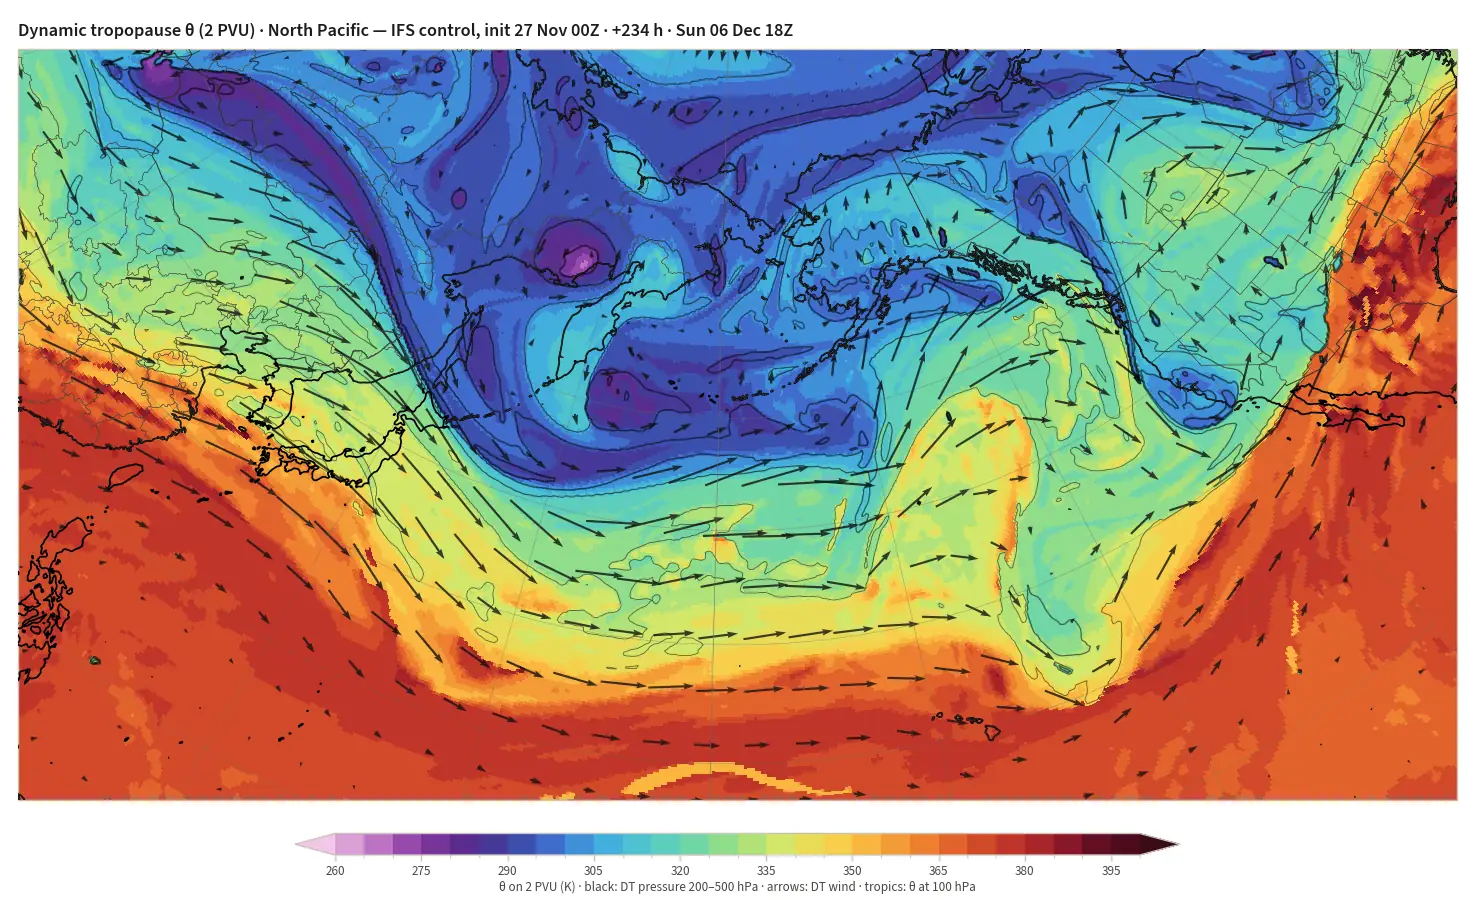 Dynamic tropopause θ (2 PVU) · North Pacific — IFS control, init 27 Nov 00Z · +234 h · Sun 06 Dec 18Z
260 275 290 305 320 335 350 365 380 395
θ on 2 PVU (K) · black: DT pressure 200–500 hPa · arrows: DT wind · tropics: θ at 100 hPa